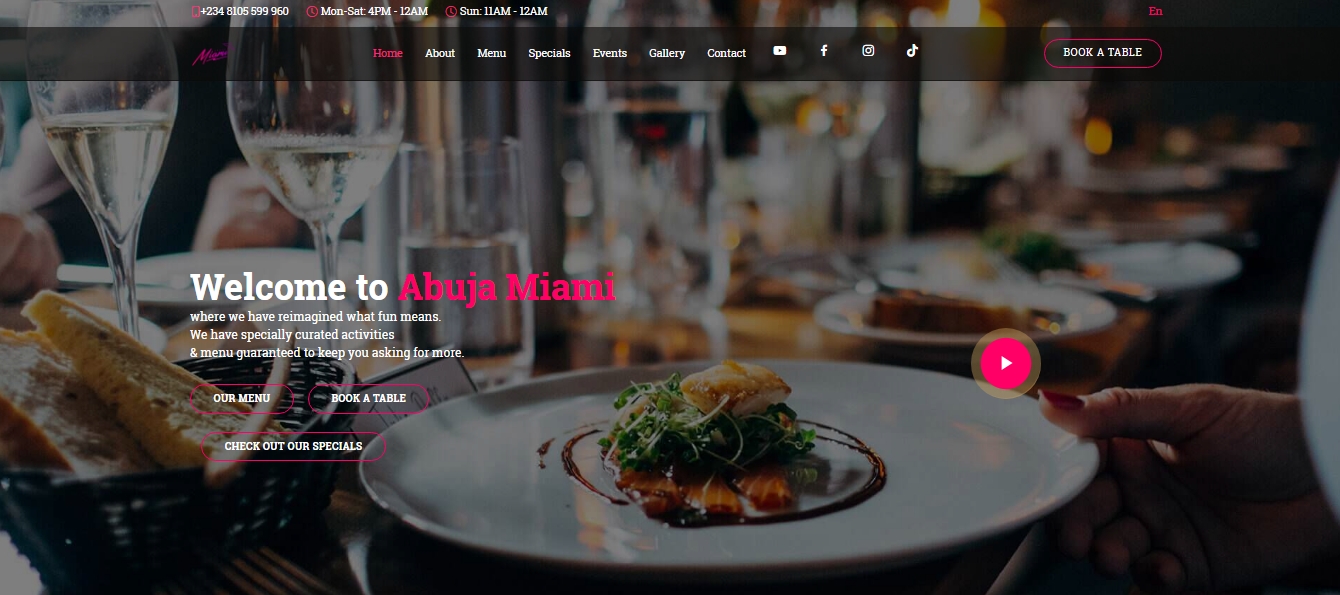 +234 8105 599 960 Mon-Sat: 4PM - 12AM Sun: 11AM - 12AM En
Miami Home About Menu Specials Events Gallery Contact BOOK A TABLE
Welcome to Abuja Miami
where we have reimagined what fun means.
We have specially curated activities
& menu guaranteed to keep you asking for more.
OUR MENU BOOK A TABLE
CHECK OUT OUR SPECIALS